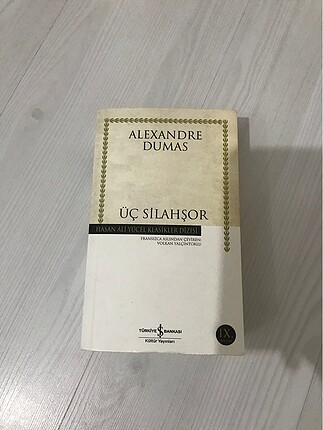 ALEXANDRE
DUMAS
ÜÇ SİLAHŞOR
HASAN ÂLİ YÜCEL KLASİKLER DİZİSİ
FRANSIZCA ASLINDAN ÇEVİREN:
VOLKAN YALÇINTOKLU
TÜRKİYE İŞ BANKASI
Kültür Yayınları
IX.